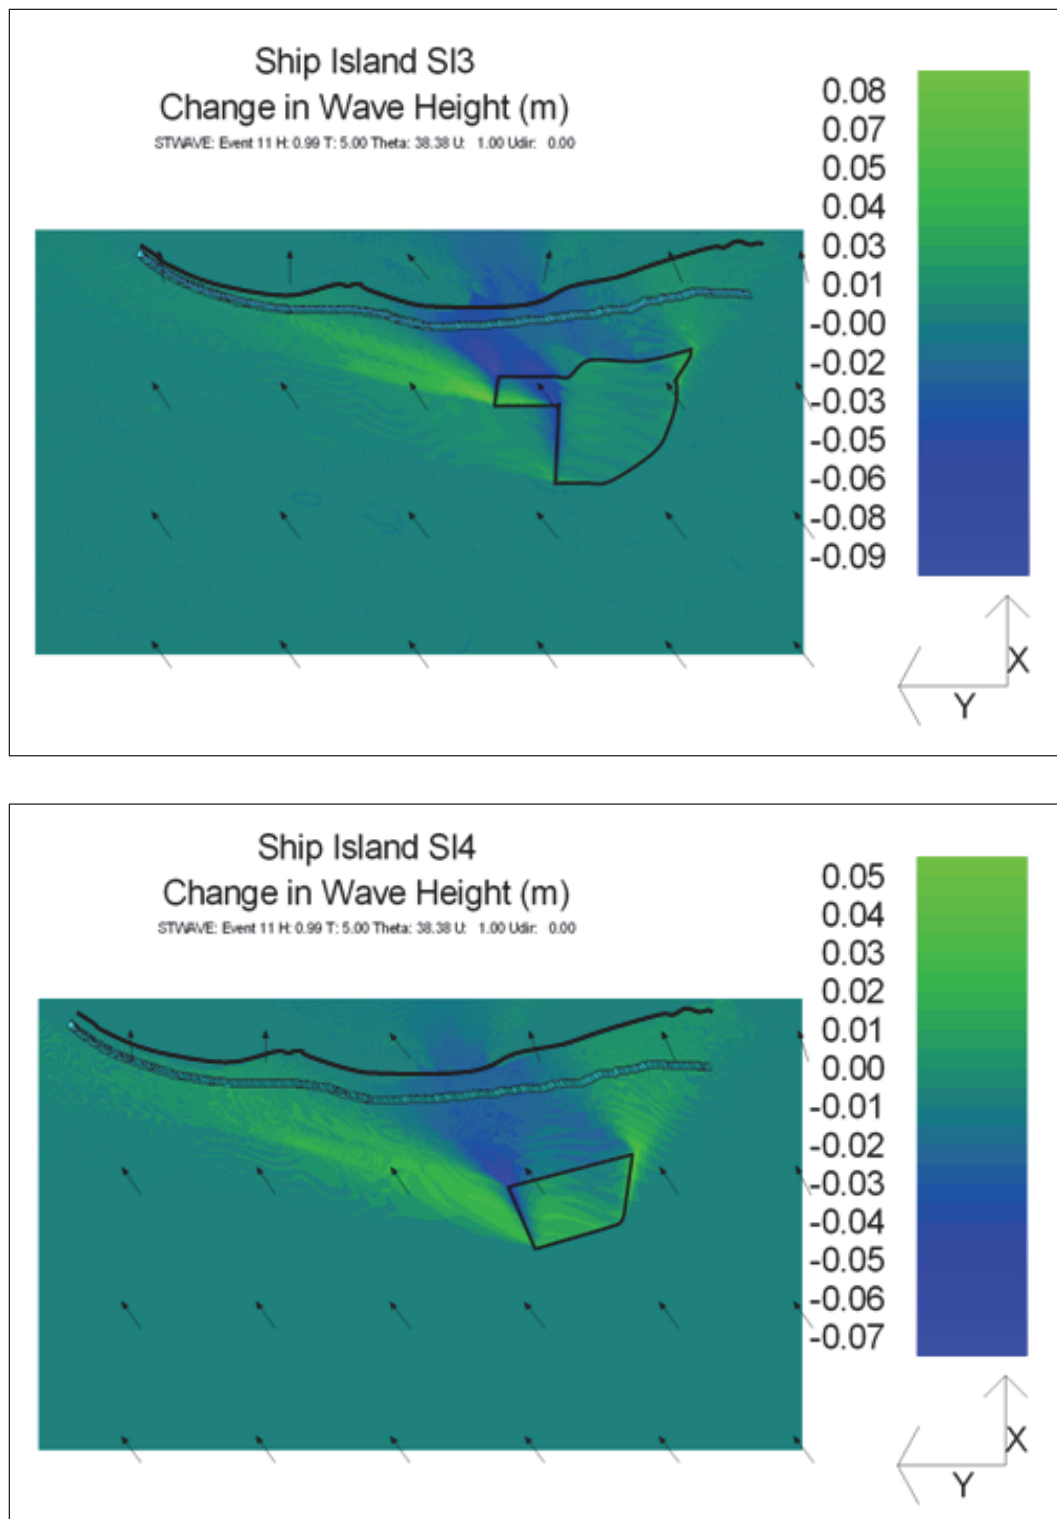 Ship Island SI3
Change in Wave Height (m)
STWAVE: Event 11 H: 0.99 T: 5.00 Theta: 38.38 U: 1.00 Udir: 0.00
0.08
0.07
0.05
0.04
0.03
0.01
-0.00
-0.02
-0.03
-0.05
-0.06
-0.08
-0.09
X
Y
Ship Island SI4
Change in Wave Height (m)
STWAVE: Event 11 H: 0.99 T: 5.00 Theta: 38.38 U: 1.00 Udir: 0.00
0.05
0.04
0.03
0.02
0.01
0.00
-0.01
-0.02
-0.03
-0.04
-0.05
-0.06
-0.07
X
Y